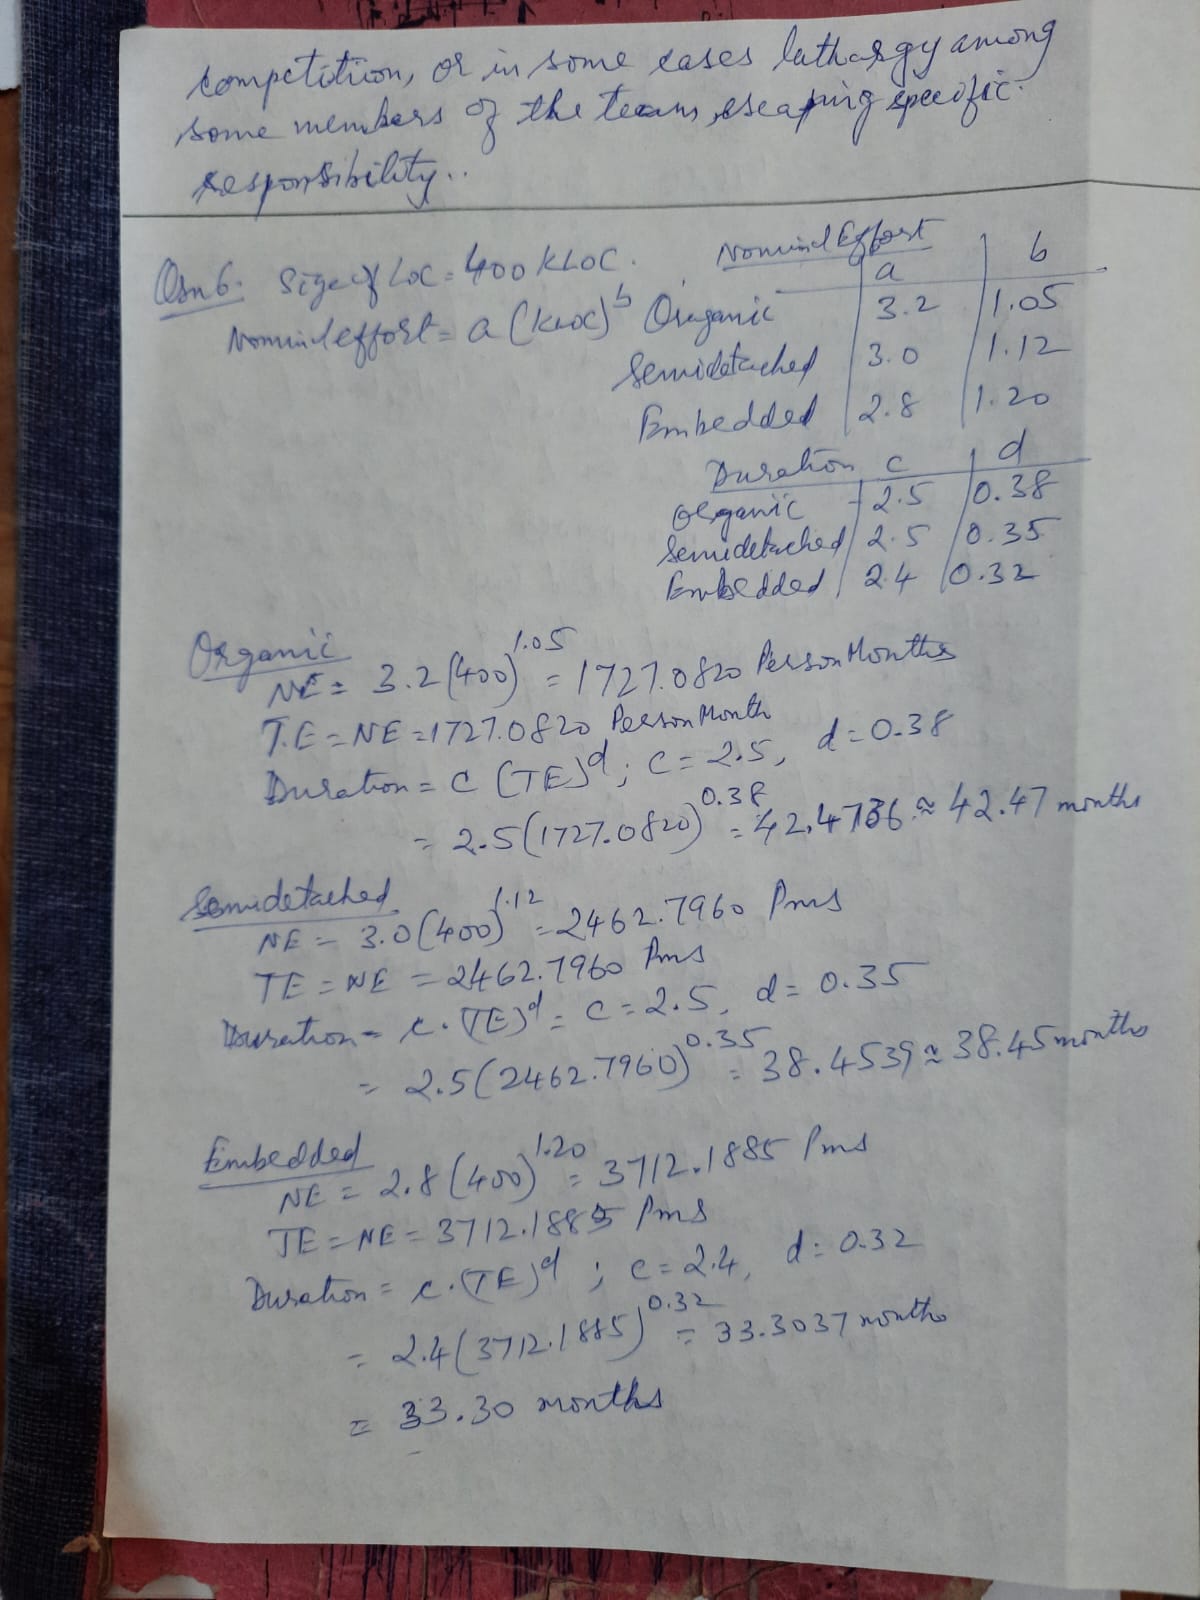 competition, or in some cases lathargy among
some members of the team, escaping specific
responsibility..
Qsn 6. Size of LOC = 400 KLOC.
Nominal effort = a (KLOC)^b
Nominal Effort
a | b
Organic 3.2 | 1.05
Semidetached | 3.0 | 1.12
Embedded | 2.8 | 1.20
Duration c | d
Organic 2.5 | 0.38
Semidetached | 2.5 | 0.35
Embedded | 2.4 | 0.32
Organic
NE = 3.2 (400)^1.05 = 1727.0820 Person Months
T.E = NE = 1727.0820 Person Month
Duration = C (TE)^d ; C = 2.5, d = 0.38
= 2.5 (1727.0820)^0.38 = 42.4736 ≈ 42.47 months
Semidetached
NE = 3.0 (400)^1.12 = 2462.7960 Pms
TE = NE = 2462.7960 Pms
Duration = c. (TE)^d = C = 2.5, d = 0.35
= 2.5 (2462.7960)^0.35 = 38.4539 ≈ 38.45 months
Embedded
NE = 2.8 (400)^1.20 = 3712.1885 Pms
TE = NE = 3712.1885 Pms
Duration = c. (TE)^d ; c = 2.4, d = 0.32
= 2.4 (3712.1885)^0.32 = 33.3037 months
= 33.30 months